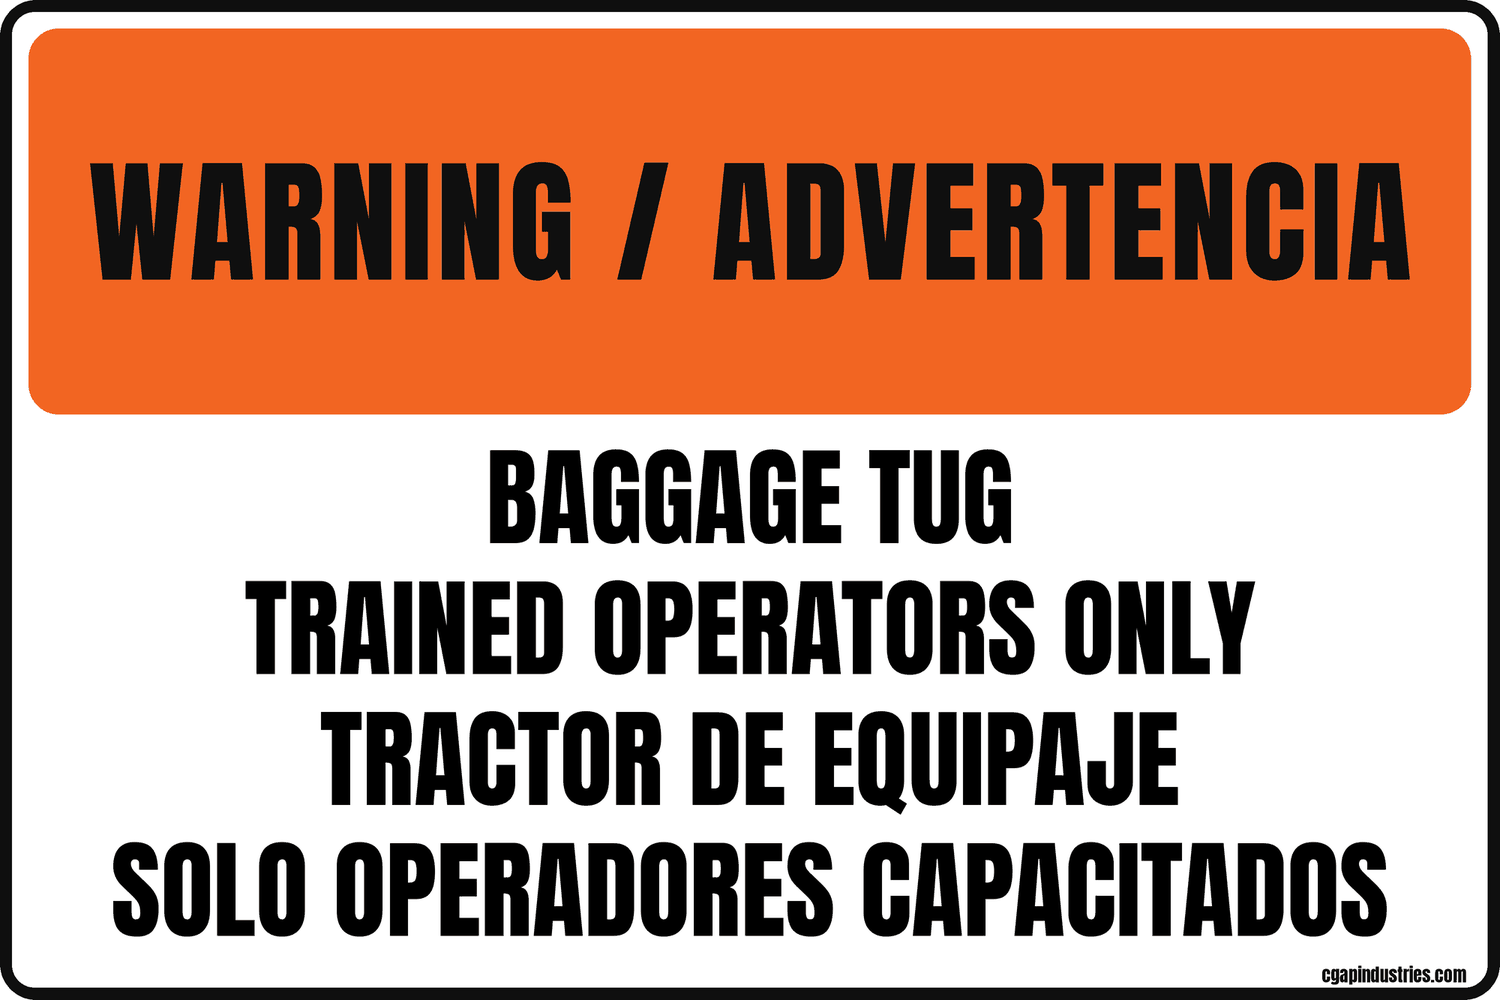 WARNING / ADVERTENCIA
BAGGAGE TUG
TRAINED OPERATORS ONLY
TRACTOR DE EQUIPAJE
SOLO OPERADORES CAPACITADOS
cgapindustries.com